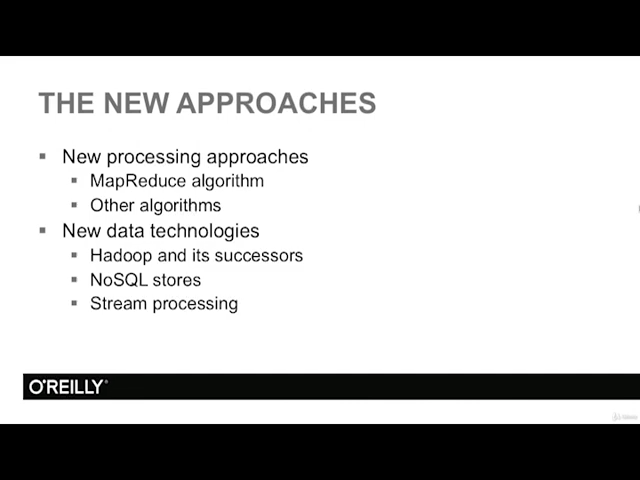 THE NEW APPROACHES
New processing approaches
MapReduce algorithm
Other algorithms
New data technologies
Hadoop and its successors
NoSQL stores
Stream processing
O'REILLY®